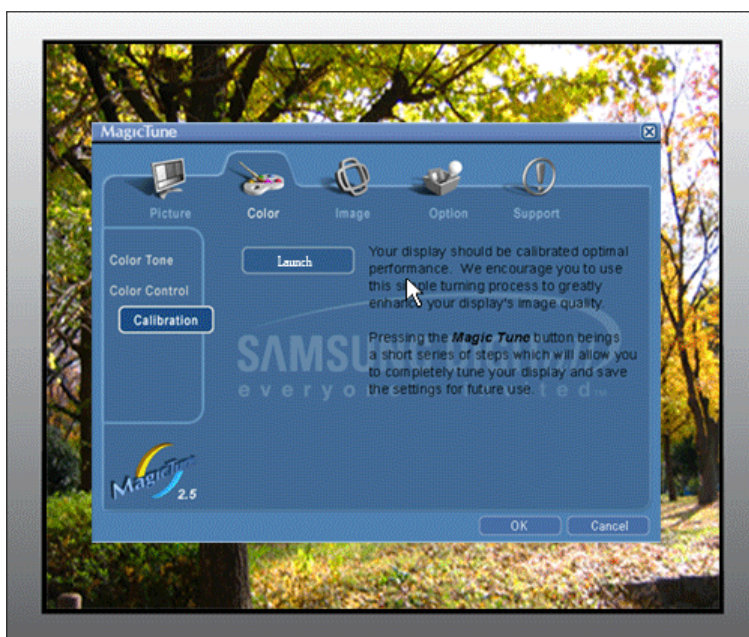 MagicTune
Picture
Color
Image
Option
Support
Color Tone
Color Control
Calibration
Launch
Your display should be calibrated optimal
performance. We encourage you to use
this simple turning process to greatly
enhance your display's image quality.
Pressing the Magic Tune button beings
a short series of steps which will allow you
to completely tune your display and save
the settings for future use.
SAMSUNG
everyone's invited™
MagicTune
2.5
OK
Cancel